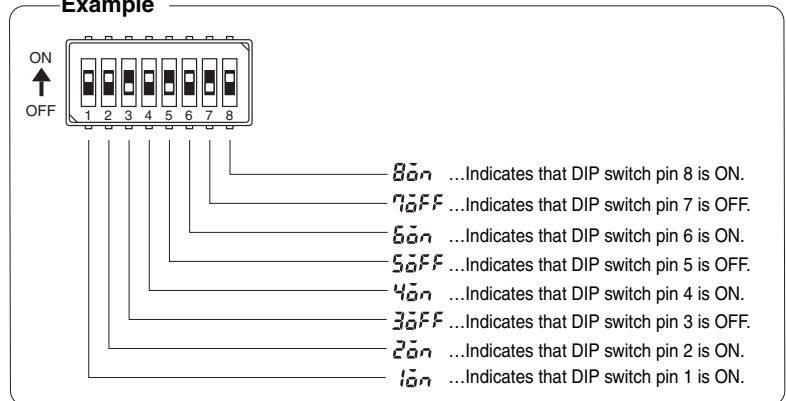 Example
ON
OFF
1 2 3 4 5 6 7 8
8on ...Indicates that DIP switch pin 8 is ON.
7oFF ...Indicates that DIP switch pin 7 is OFF.
6on ...Indicates that DIP switch pin 6 is ON.
5oFF ...Indicates that DIP switch pin 5 is OFF.
4on ...Indicates that DIP switch pin 4 is ON.
3oFF ...Indicates that DIP switch pin 3 is OFF.
2on ...Indicates that DIP switch pin 2 is ON.
1on ...Indicates that DIP switch pin 1 is ON.